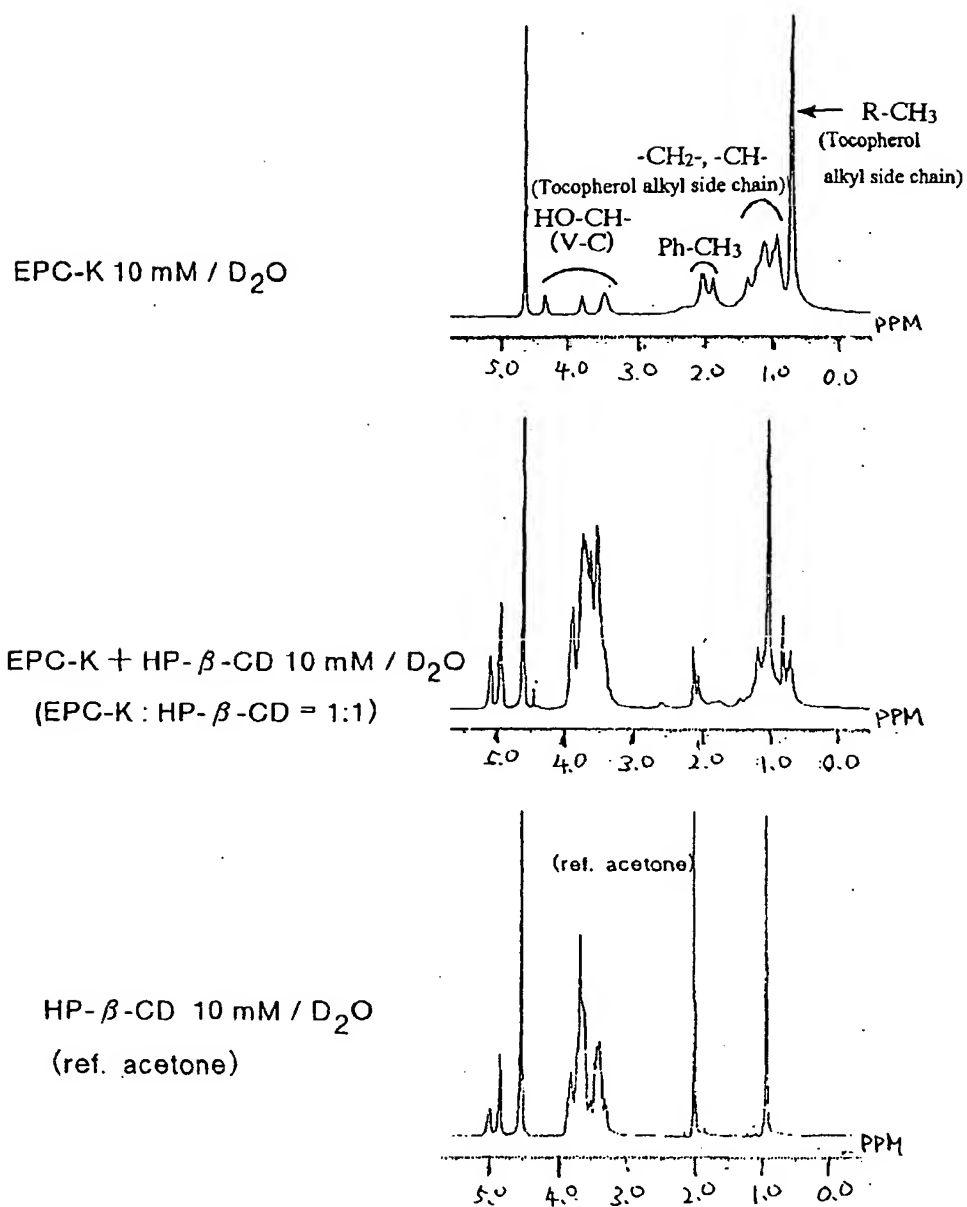 R-CH3
(Tocopherol
alkyl side chain)
-CH2-, -CH-
(Tocopherol alkyl side chain)
HO-CH-
(V-C)
Ph-CH3
EPC-K 10 mM / D2O
PPM
5.0 4.0 3.0 2.0 1.0 0.0
EPC-K + HP-β-CD 10 mM / D2O
(EPC-K : HP-β-CD = 1:1)
PPM
5.0 4.0 3.0 2.0 1.0 0.0
(ref. acetone)
HP-β-CD 10 mM / D2O
(ref. acetone)
PPM
5.0 4.0 3.0 2.0 1.0 0.0